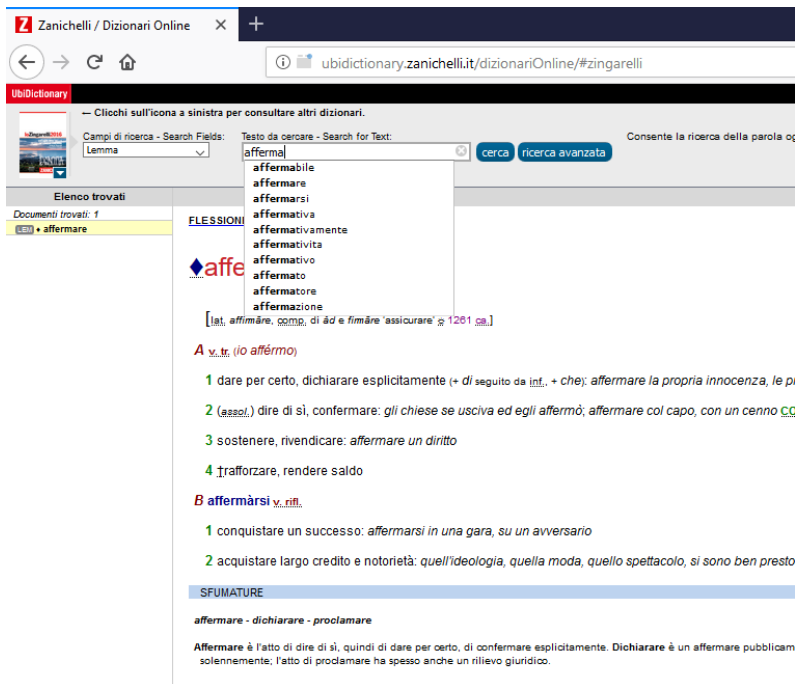 Zanichelli / Dizionari Online
ubidictionary.zanichelli.it/dizionariOnline/#zingarelli
UbiDictionary
← Clicchi sull'icona a sinistra per consultare altri dizionari.
Campi di ricerca - Search Fields: Testo da cercare - Search for Text: Consente la ricerca della parola og
Lemma afferma cerca ricerca avanzata
affermabile
affermare
affermarsi
affermativa
affermativamente
affermativita
affermativo
affermato
affermatore
affermazione
Elenco trovati
Documenti trovati: 1
LEM ♦ affermare
FLESSIONI
♦affe
[lat. affirmāre, comp. di ăd e firmāre 'assicurare' 1261 ca.]
A v. tr. (io afférmo)
1 dare per certo, dichiarare esplicitamente (+ di seguito da inf., + che): affermare la propria innocenza, le p
2 (assol.) dire di sì, confermare: gli chiese se usciva ed egli affermò; affermare col capo, con un cenno CO
3 sostenere, rivendicare: affermare un diritto
4 †rafforzare, rendere saldo
B affermàrsi v. rifl.
1 conquistare un successo: affermarsi in una gara, su un avversario
2 acquistare largo credito e notorietà: quell'ideologia, quella moda, quello spettacolo, si sono ben presto
SFUMATURE
affermare - dichiarare - proclamare
Affermare è l'atto di dire di sì, quindi di dare per certo, di confermare esplicitamente. Dichiarare è un affermare pubblicam
solennemente; l'atto di proclamare ha spesso anche un rilievo giuridico.